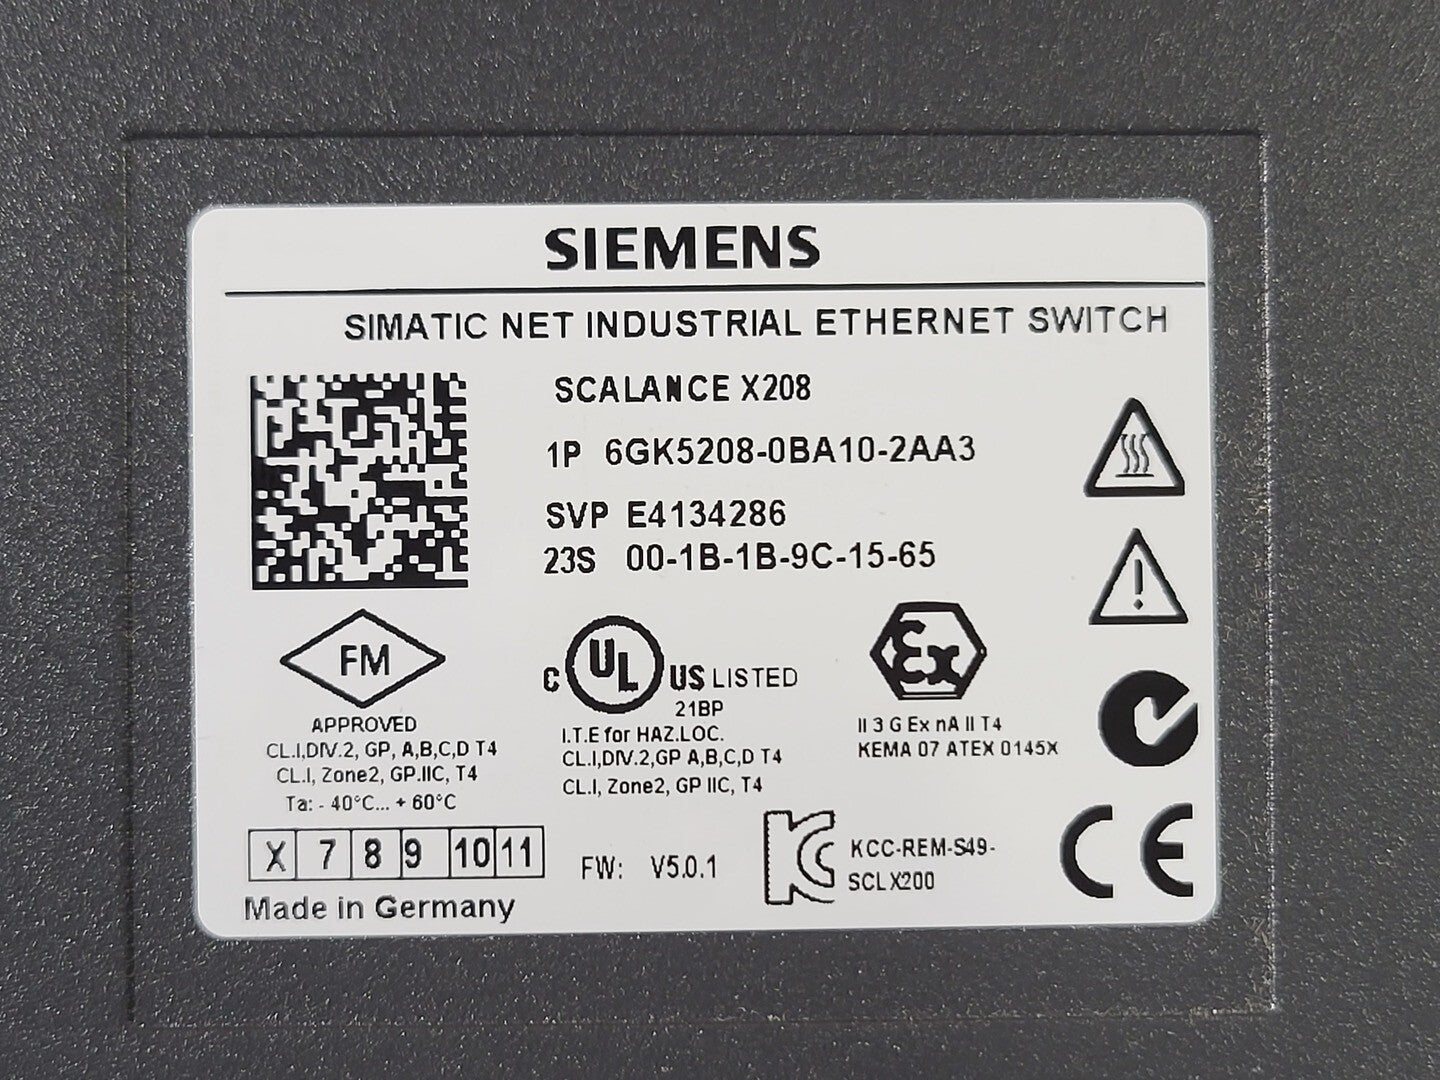 SIEMENS
SIMATIC NET INDUSTRIAL ETHERNET SWITCH
SCALANCE X208
1P 6GK5208-0BA10-2AA3
SVP E4134286
23S 00-1B-1B-9C-15-65
FM
APPROVED
CL.I,DIV.2, GP, A,B,C,D T4
CL.I, Zone2, GP.IIC, T4
Ta: - 40°C... + 60°C
C UL US LISTED
21BP
I.T.E for HAZ.LOC.
CL.I,DIV.2,GP A,B,C,D T4
CL.I, Zone2, GP IIC, T4
Ex
II 3 G Ex nA II T4
KEMA 07 ATEX 0145X
X 7 8 9 10 11
FW: V5.0.1
KCC-REM-S49-
SCLX200
CE
Made in Germany